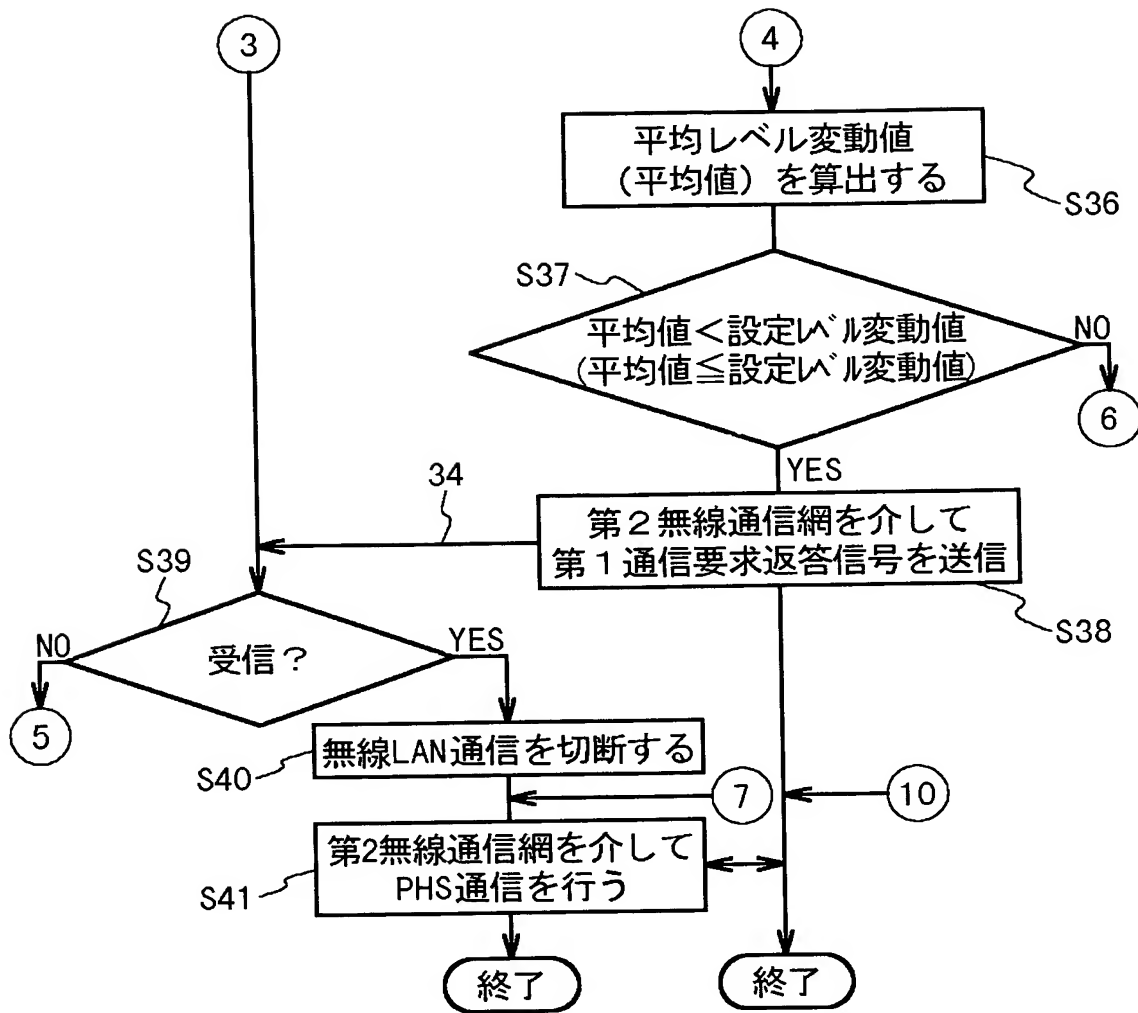 3
4
平均レベル変動値
(平均値)を算出する
S36
S37
平均値<設定レベル変動値
(平均値≦設定レベル変動値)
NO
6
YES
34
第2無線通信網を介して
第1通信要求返答信号を送信
S38
S39
NO
受信?
YES
5
無線LAN通信を切断する
S40
7
10
第2無線通信網を介して
PHS通信を行う
S41
終了
終了